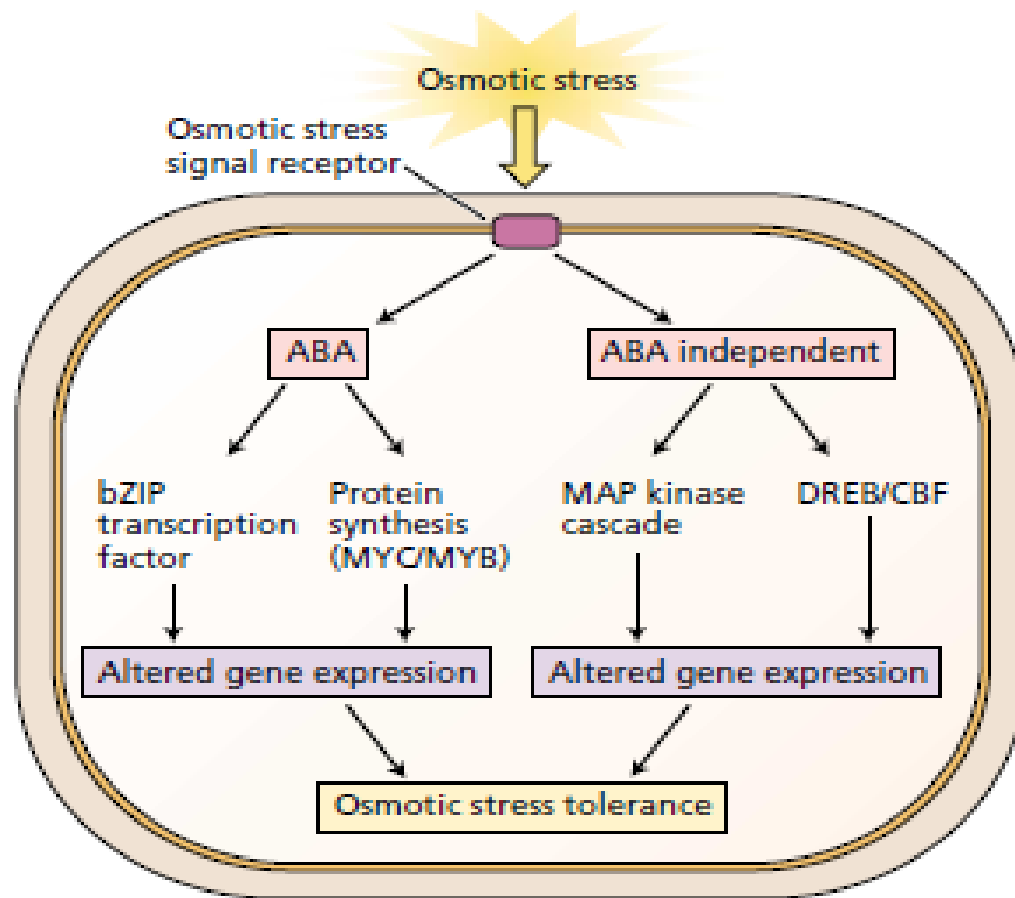 Osmotic stress
Osmotic stress
signal receptor
ABA
ABA independent
bZIP
transcription
factor
Protein
synthesis
(MYC/MYB)
MAP kinase
cascade
DREB/CBF
Altered gene expression
Altered gene expression
Osmotic stress tolerance